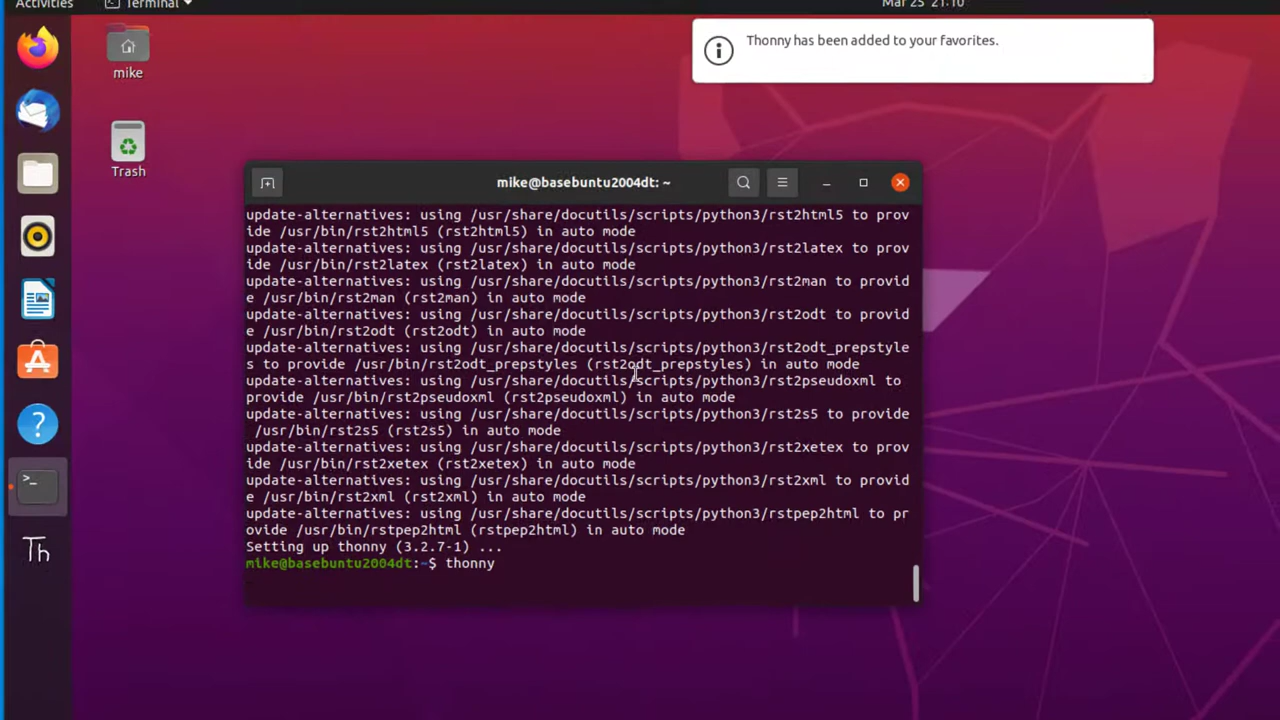 Activities
Terminal
Mar 25 21:10
Thonny has been added to your favorites.
mike
Trash
mike@basebuntu2004dt: ~
update-alternatives: using /usr/share/docutils/scripts/python3/rst2html5 to prov
ide /usr/bin/rst2html5 (rst2html5) in auto mode
update-alternatives: using /usr/share/docutils/scripts/python3/rst2latex to prov
ide /usr/bin/rst2latex (rst2latex) in auto mode
update-alternatives: using /usr/share/docutils/scripts/python3/rst2man to provid
e /usr/bin/rst2man (rst2man) in auto mode
update-alternatives: using /usr/share/docutils/scripts/python3/rst2odt to provid
e /usr/bin/rst2odt (rst2odt) in auto mode
update-alternatives: using /usr/share/docutils/scripts/python3/rst2odt_prepstyle
s to provide /usr/bin/rst2odt_prepstyles (rst2odt_prepstyles) in auto mode
update-alternatives: using /usr/share/docutils/scripts/python3/rst2pseudoxml to
provide /usr/bin/rst2pseudoxml (rst2pseudoxml) in auto mode
update-alternatives: using /usr/share/docutils/scripts/python3/rst2s5 to provide
 /usr/bin/rst2s5 (rst2s5) in auto mode
update-alternatives: using /usr/share/docutils/scripts/python3/rst2xetex to prov
ide /usr/bin/rst2xetex (rst2xetex) in auto mode
update-alternatives: using /usr/share/docutils/scripts/python3/rst2xml to provid
e /usr/bin/rst2xml (rst2xml) in auto mode
update-alternatives: using /usr/share/docutils/scripts/python3/rstpep2html to pr
ovide /usr/bin/rstpep2html (rstpep2html) in auto mode
Setting up thonny (3.2.7-1) ...
mike@basebuntu2004dt:~$ thonny
Th